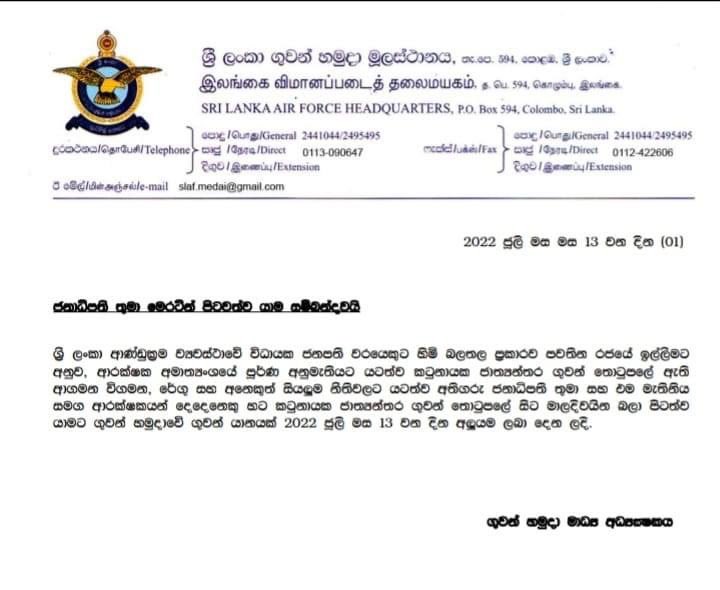 ශ්‍රී ලංකා ගුවන් හමුදා මූලස්ථානය, තැ.පෙ. 594, කොළඹ, ශ්‍රී ලංකාව.
இலங்கை விமானப்படைத் தலைமையகம், த. பெ. 594, கொழும்பு, இலங்கை.
SRI LANKA AIR FORCE HEADQUARTERS, P.O. Box 594, Colombo, Sri Lanka.
පොදු/பொது/General 2441044/2495495
දුරකථනය/தொலைபேசி/Telephone සෘජු/நேரடி/Direct 0113-090647
දිගුව/இணைப்பு/Extension
පොදු/பொது/General 2441044/2495495
ෆැක්ස්/பக்ஸ்/Fax සෘජු/நேரடி/Direct 0112-422606
දිගුව/இணைப்பு/Extension
ඊ මේල්/மின்அஞ்சல்/e-mail slaf.medai@gmail.com
2022 ජූලි මස මස 13 වන දින (01)
ජනාධිපති තුමා මෙරටින් පිටවත්ව යාම සම්බන්දවයි
ශ්‍රී ලංකා ආණ්ඩුක්‍රම ව්‍යවස්ථාවේ විධායක ජනපති වරයෙකුට හිමි බලතල ප්‍රකාරව පවතින රජයේ ඉල්ලීමට
අනුව, ආරක්ෂක අමාත්‍යංශයේ පූර්ණ අනුමැතියට යටත්ව කටුනායක ජාත්‍යන්තර ගුවන් තොටුපළේ ඇති
ආගමන විගමන, රේගු සහ අනෙකුත් සියලුම නීතිවලට යටත්ව අතිගරු ජනාධිපති තුමා සහ එම මැතිනිය
සමග ආරක්ෂකයන් දෙදෙනෙකු හට කටුනායක ජාත්‍යන්තර ගුවන් තොටුපලේ සිට මාලදිවයින බලා පිටත්ව
යාමට ගුවන් හමුදාවේ ගුවන් යානයක් 2022 ජූලි මස 13 වන දින අලුයම ලබා දෙන ලදි.
ගුවන් හමුදා මාධ්‍ය අධ්‍යක්ෂකය